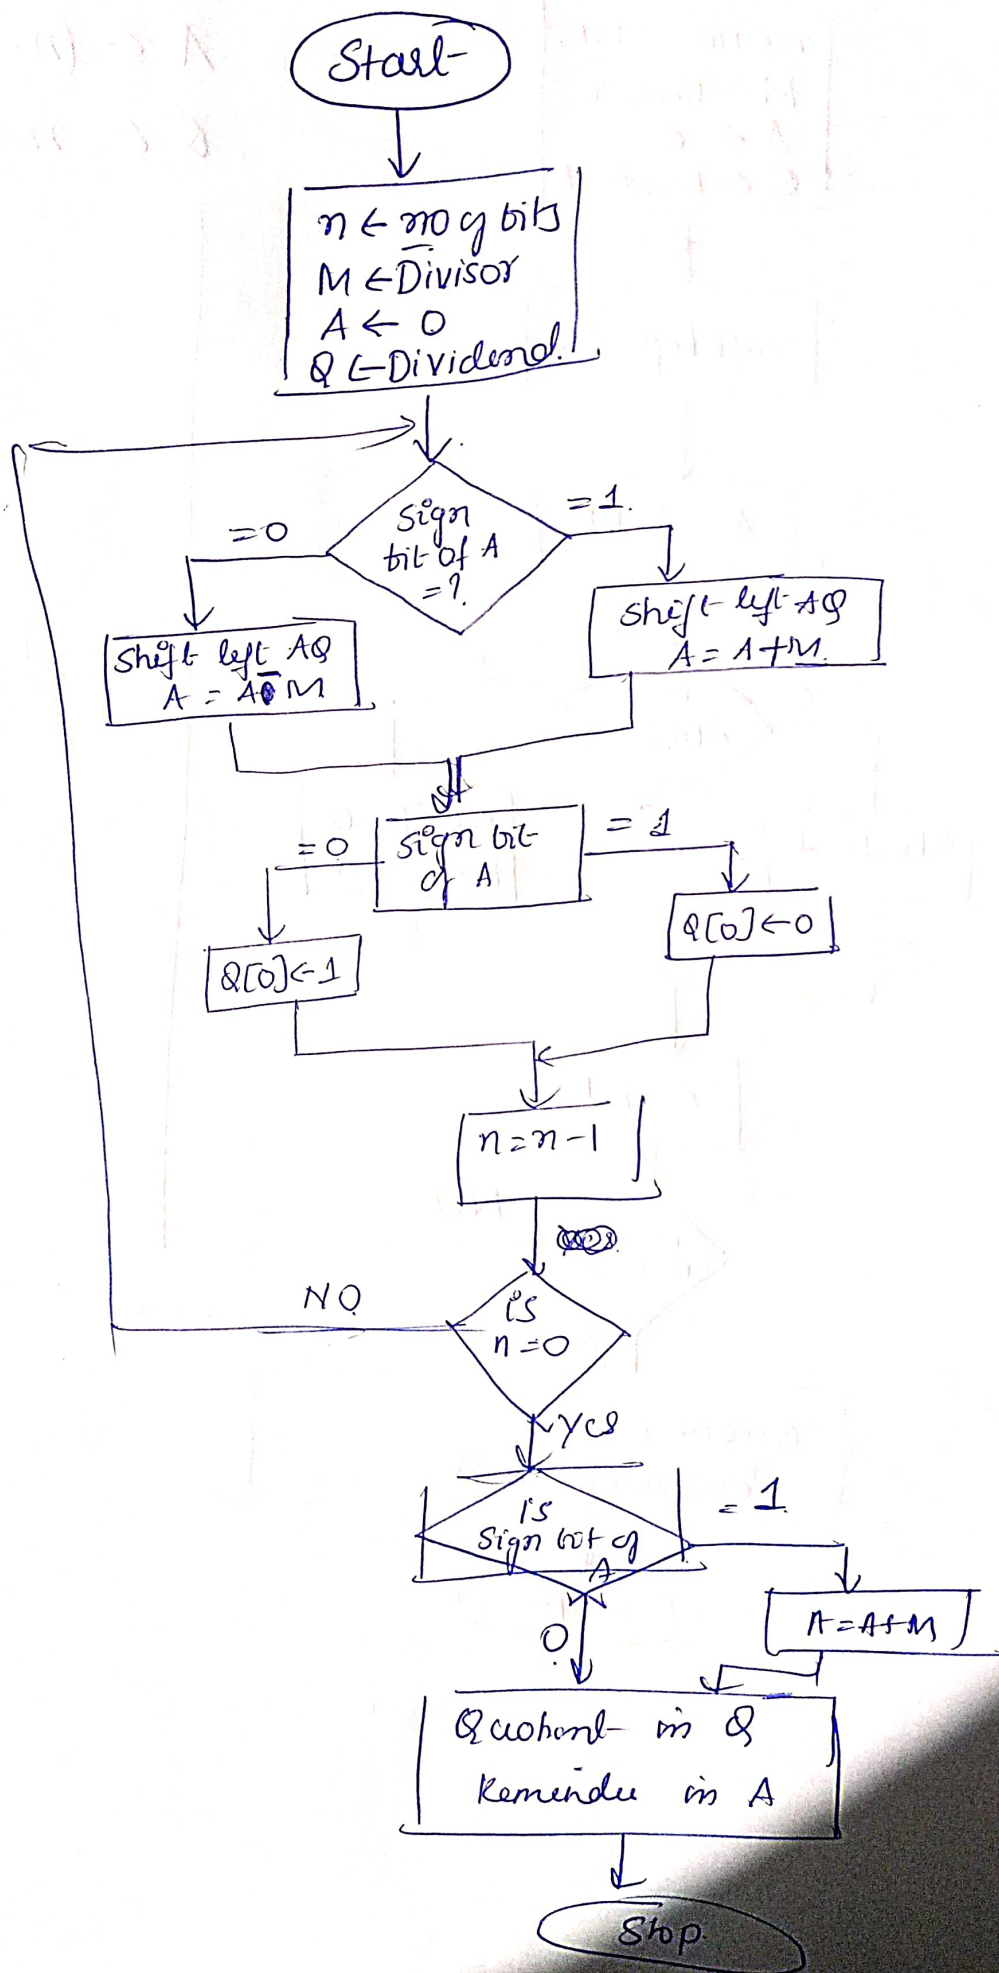 Start
n ← no of bits
M ← Divisor
A ← 0
Q ← Dividend.
Sign
bit of A
= ?
= 0
= 1.
Shift left AQ
A = A - M
Shift left AQ
A = A + M.
Sign bit
of A
= 0
= 1
Q[0] ← 1
Q[0] ← 0
n = n - 1
is
n = 0
NO
Yes
is
Sign bit of
A
= 1
0
A = A + M
Quotient in Q
Remainder in A
Stop.